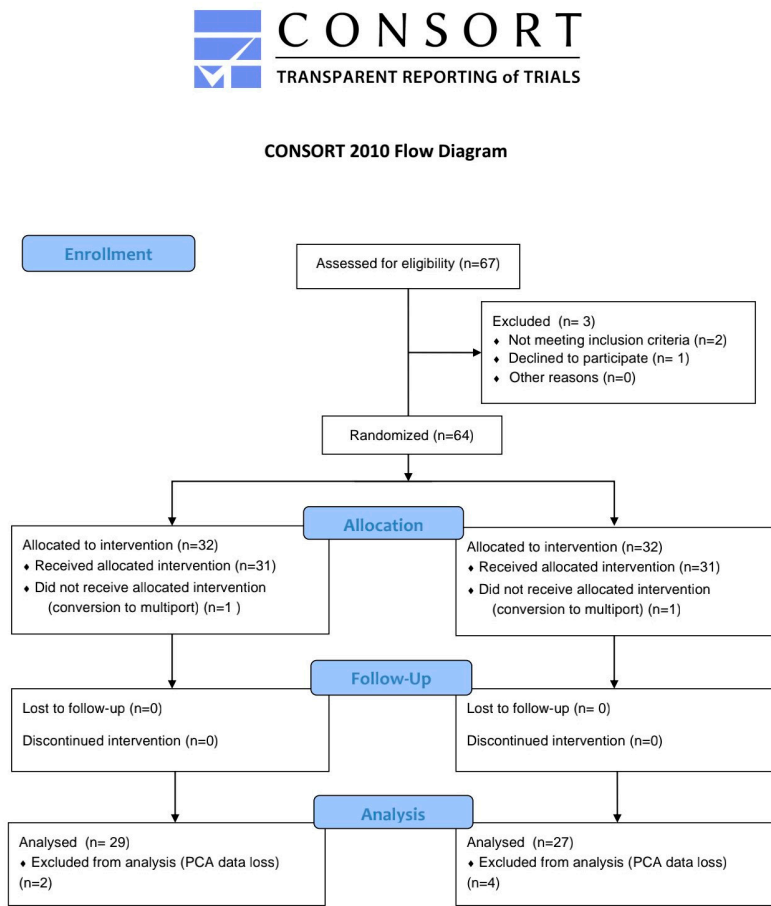 CONSORT
TRANSPARENT REPORTING of TRIALS
CONSORT 2010 Flow Diagram
Enrollment
Assessed for eligibility (n=67)
Excluded (n= 3)
♦ Not meeting inclusion criteria (n=2)
♦ Declined to participate (n= 1)
♦ Other reasons (n=0)
Randomized (n=64)
Allocation
Allocated to intervention (n=32)
♦ Received allocated intervention (n=31)
♦ Did not receive allocated intervention
(conversion to multiport) (n=1 )
Allocated to intervention (n=32)
♦ Received allocated intervention (n=31)
♦ Did not receive allocated intervention
(conversion to multiport) (n=1)
Follow-Up
Lost to follow-up (n=0)
Discontinued intervention (n=0)
Lost to follow-up (n= 0)
Discontinued intervention (n=0)
Analysis
Analysed (n= 29)
♦ Excluded from analysis (PCA data loss)
(n=2)
Analysed (n=27)
♦ Excluded from analysis (PCA data loss)
(n=4)